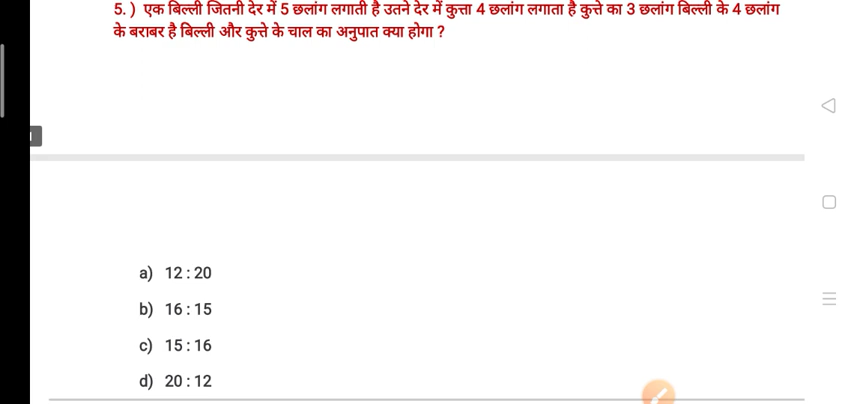 5. ) एक बिल्ली जितनी देर में 5 छलांग लगाती है उतने देर में कुत्ता 4 छलांग लगाता है कुत्ते का 3 छलांग बिल्ली के 4 छलांग
के बराबर है बिल्ली और कुत्ते के चाल का अनुपात क्या होगा ?
a) 12 : 20
b) 16 : 15
c) 15 : 16
d) 20 : 12